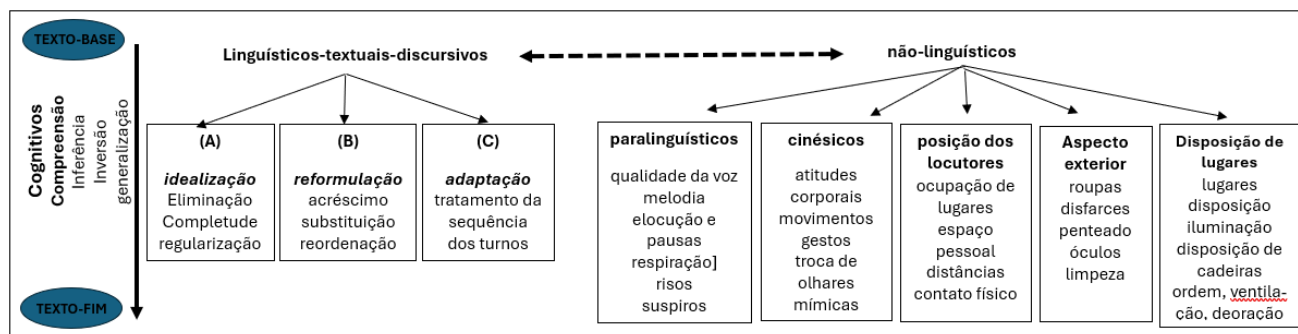 TEXTO-BASE
Cognitivos
Compreensão
Inferência
Inversão
generalização
TEXTO-FIM
Linguísticos-textuais-discursivos
não-linguísticos
(A)
idealização
Eliminação
Completude
regularização
(B)
reformulação
acréscimo
substituição
reordenação
(C)
adaptação
tratamento da
sequência
dos turnos
paralinguísticos
qualidade da voz
melodia
elocução e
pausas
respiração]
risos
suspiros
cinésicos
atitudes
corporais
movimentos
gestos
troca de
olhares
mímicas
posição dos
locutores
ocupação de
lugares
espaço
pessoal
distâncias
contato físico
Aspecto
exterior
roupas
disfarces
penteado
óculos
limpeza
Disposição de
lugares
lugares
disposição
iluminação
disposição de
cadeiras
ordem, ventila-
ção, deoração